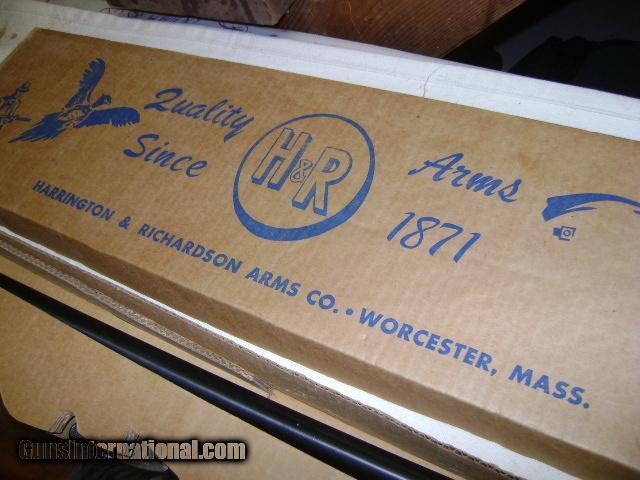 Quality Arms
Since 1871
H&R
HARRINGTON & RICHARDSON ARMS CO. • WORCESTER, MASS.
GunsInternational.com